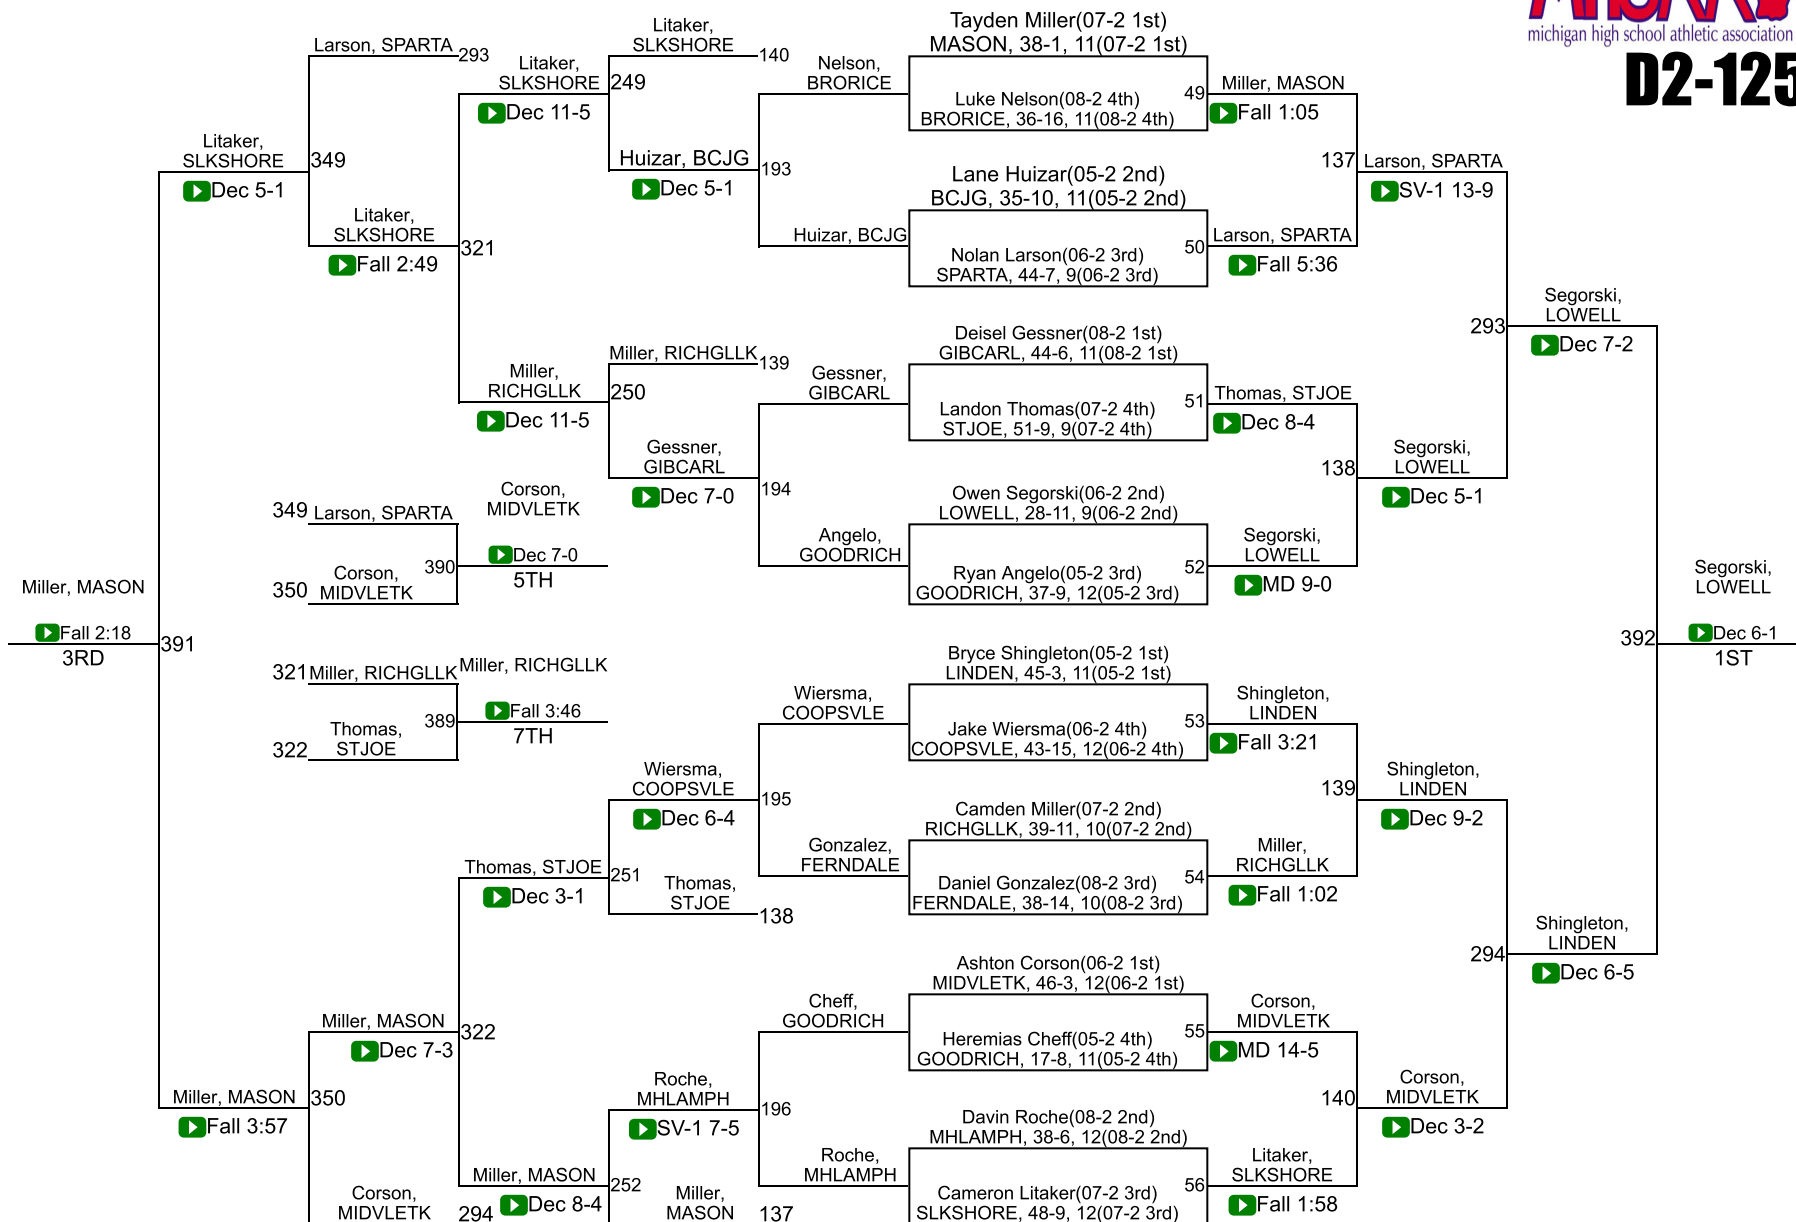 MHSAA
michigan high school athletic association
D2-125
Larson, SPARTA
293
Litaker,
SLKSHORE
349
Dec 5-1
Litaker,
SLKSHORE
Fall 2:49
Litaker,
SLKSHORE
249
Dec 11-5
321
Miller,
RICHGLLK
250
Dec 11-5
Litaker,
SLKSHORE
140
Huizar, BCJG
193
Dec 5-1
Miller, RICHGLLK
139
Gessner,
GIBCARL
194
Dec 7-0
Nelson,
BRORICE
Huizar, BCJG
Gessner,
GIBCARL
Angelo,
GOODRICH
Tayden Miller(07-2 1st)
MASON, 38-1, 11(07-2 1st)
Luke Nelson(08-2 4th)
BRORICE, 36-16, 11(08-2 4th)
49
Lane Huizar(05-2 2nd)
BCJG, 35-10, 11(05-2 2nd)
Nolan Larson(06-2 3rd)
SPARTA, 44-7, 9(06-2 3rd)
50
Deisel Gessner(08-2 1st)
GIBCARL, 44-6, 11(08-2 1st)
Landon Thomas(07-2 4th)
STJOE, 51-9, 9(07-2 4th)
51
Owen Segorski(06-2 2nd)
LOWELL, 28-11, 9(06-2 2nd)
Ryan Angelo(05-2 3rd)
GOODRICH, 37-9, 12(05-2 3rd)
52
Miller, MASON
Fall 1:05
137
Larson, SPARTA
Fall 5:36
Larson, SPARTA
SV-1 13-9
Thomas, STJOE
Dec 8-4
138
Segorski,
LOWELL
MD 9-0
Segorski,
LOWELL
Dec 5-1
293
Segorski,
LOWELL
Dec 7-2
349
Larson, SPARTA
350
Corson,
MIDVLETK
390
Corson,
MIDVLETK
Dec 7-0
5TH
Miller, MASON
Fall 2:18
3RD
391
321
Miller, RICHGLLK
322
Thomas,
STJOE
389
Miller, RICHGLLK
Fall 3:46
7TH
392
Segorski,
LOWELL
Dec 6-1
1ST
Wiersma,
COOPSVLE
Dec 6-4
195
Wiersma,
COOPSVLE
Gonzalez,
FERNDALE
Thomas, STJOE
Dec 3-1
251
Thomas,
STJOE
138
Miller, MASON
Dec 7-3
322
Miller, MASON
Fall 3:57
350
Corson,
MIDVLETK
294
Miller, MASON
Dec 8-4
252
Roche,
MHLAMPH
SV-1 7-5
196
Miller,
MASON
137
Cheff,
GOODRICH
Roche,
MHLAMPH
Bryce Shingleton(05-2 1st)
LINDEN, 45-3, 11(05-2 1st)
Jake Wiersma(06-2 4th)
COOPSVLE, 43-15, 12(06-2 4th)
53
Camden Miller(07-2 2nd)
RICHGLLK, 39-11, 10(07-2 2nd)
Daniel Gonzalez(08-2 3rd)
FERNDALE, 38-14, 10(08-2 3rd)
54
Ashton Corson(06-2 1st)
MIDVLETK, 46-3, 12(06-2 1st)
Heremias Cheff(05-2 4th)
GOODRICH, 17-8, 11(05-2 4th)
55
Davin Roche(08-2 2nd)
MHLAMPH, 38-6, 12(08-2 2nd)
Cameron Litaker(07-2 3rd)
SLKSHORE, 48-9, 12(07-2 3rd)
56
Shingleton,
LINDEN
Fall 3:21
139
Miller,
RICHGLLK
Fall 1:02
Shingleton,
LINDEN
Dec 9-2
Corson,
MIDVLETK
MD 14-5
140
Litaker,
SLKSHORE
Fall 1:58
Corson,
MIDVLETK
Dec 3-2
294
Shingleton,
LINDEN
Dec 6-5